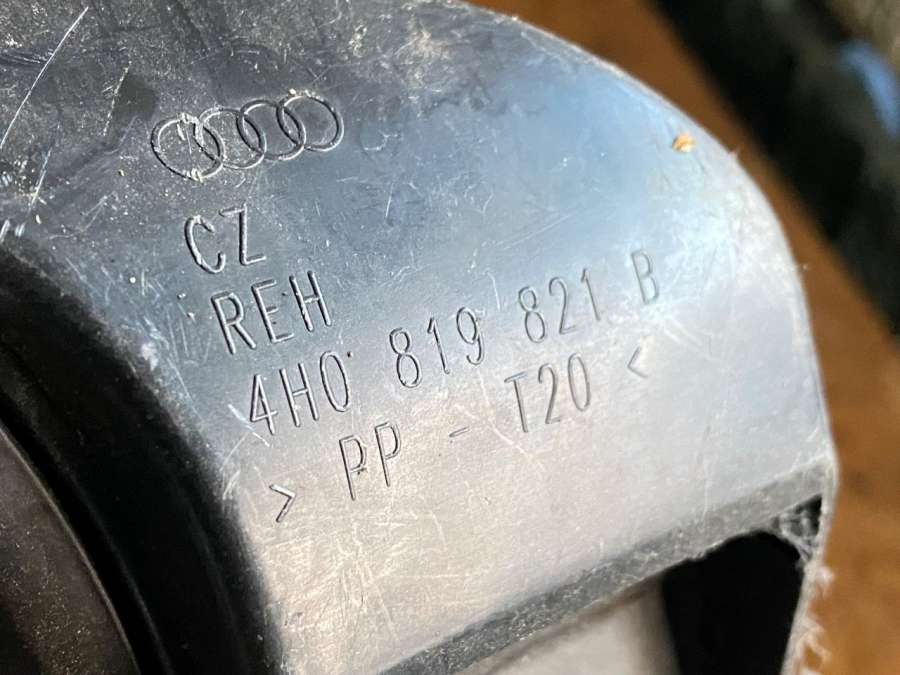 CZ
REH
4H0 819 821 B
> PP - T20 <